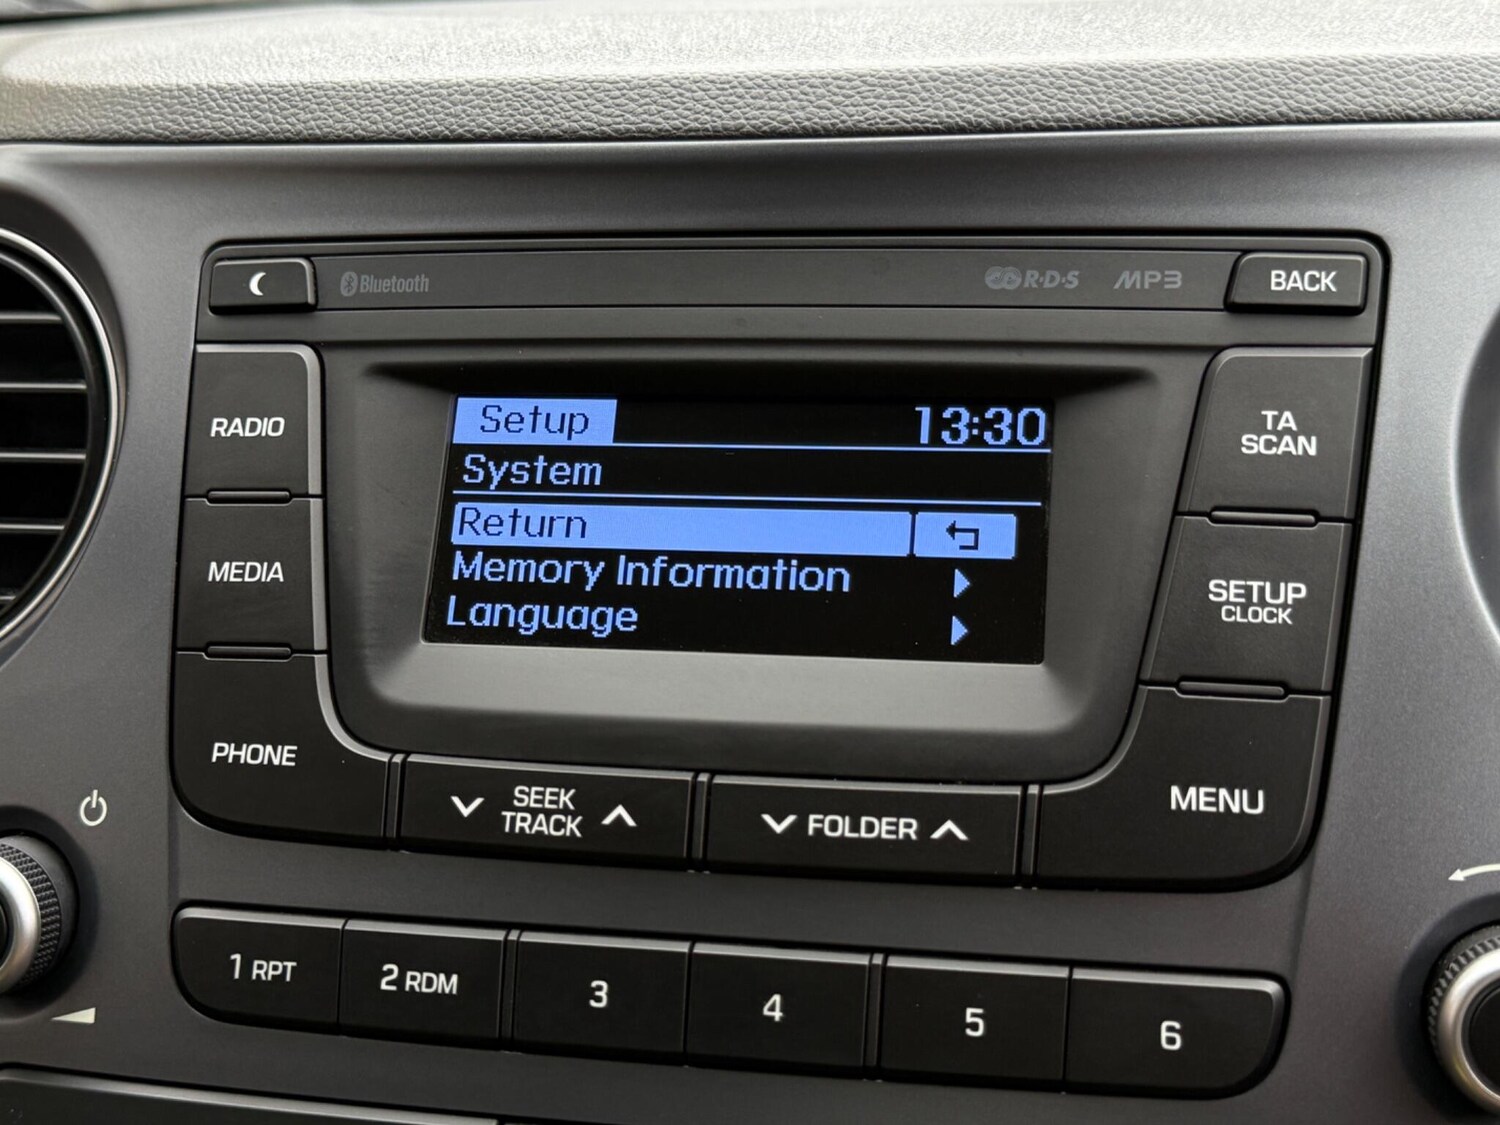 Bluetooth
R·D·S
MP3
BACK
RADIO
MEDIA
PHONE
Setup
13:30
System
Return
Memory Information
Language
TA
SCAN
SETUP
CLOCK
MENU
SEEK
TRACK
FOLDER
1 RPT
2 RDM
3
4
5
6